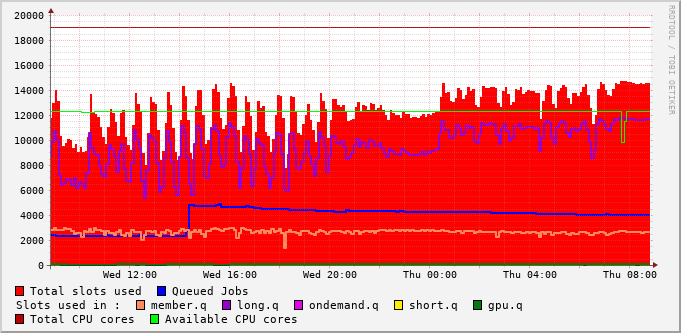 20000
18000
16000
14000
12000
10000
8000
6000
4000
2000
0
Wed 12:00 Wed 16:00 Wed 20:00 Thu 00:00 Thu 04:00 Thu 08:00
RRDTOOL / TOBI OETIKER
Total slots used Queued Jobs
Slots used in : member.q long.q ondemand.q short.q gpu.q
Total CPU cores Available CPU cores